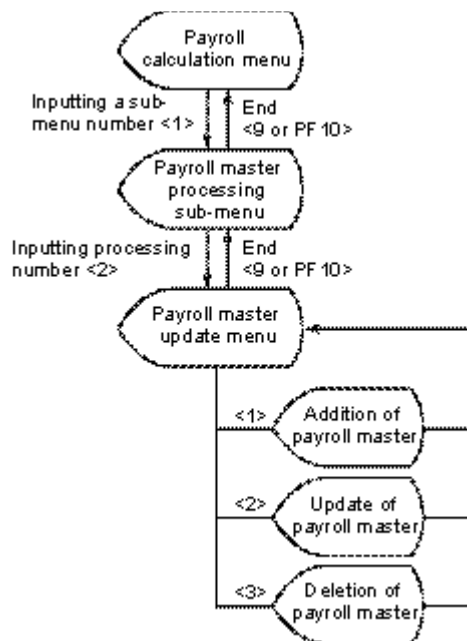 Payroll
calculation menu
Inputting a sub-
menu number <1>
End
<9 or PF 10>
Payroll master
processing
sub-menu
Inputting processing
number <2>
End
<9 or PF 10>
Payroll master
update menu
<1>
Addition of
payroll master
<2>
Update of
payroll master
<3>
Deletion of
payroll master